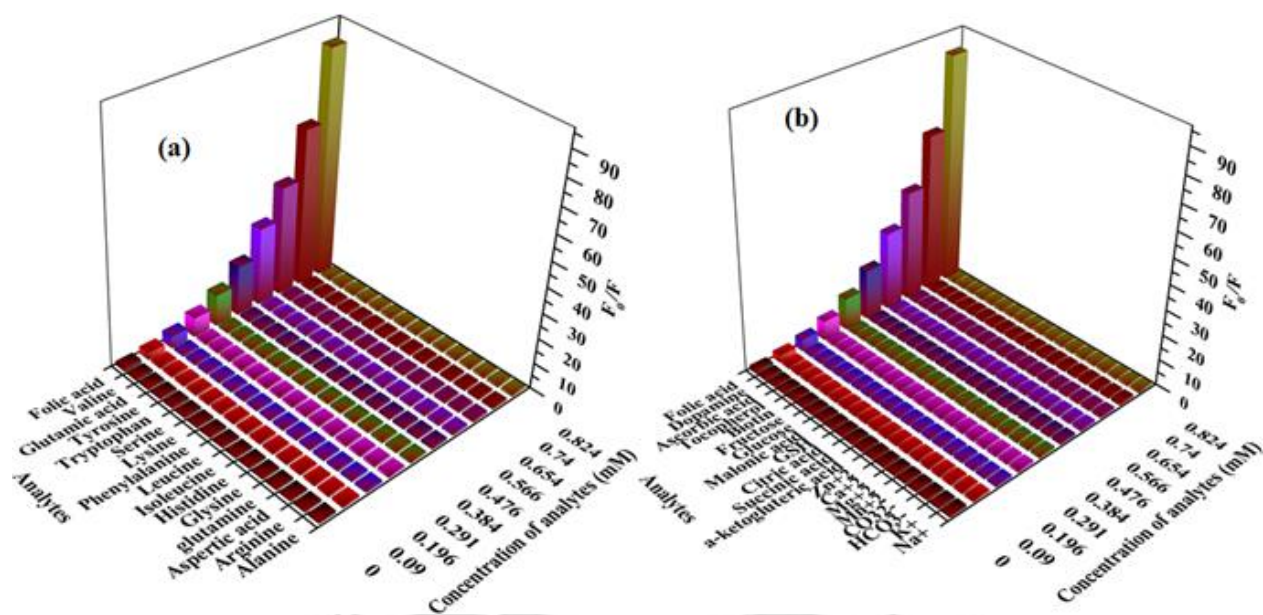 (a)
90
80
70
60
50
40
30
20
10
0
F₀/F
Folic acid
Valine
Glutamic acid
Tyrosine
Tryptophan
Serine
Lysine
Phenylalanine
Leucine
Isoleucine
Histidine
Glysine
glutamine
Aspertic acid
Arginine
Alanine
Analytes
0.824
0.74
0.654
0.566
0.476
0.384
0.291
0.196
0.09
0
Concentration of analytes (mM)
(b)
90
80
70
60
50
40
30
20
10
0
F₀/F
Folic acid
Dopamine
Ascorbic acid
Biotin
Fructose
Malonic acid
Citric acid
Succinic acid
a-ketogluteric acid
Na+
Analytes
0.824
0.74
0.654
0.566
0.476
0.384
0.291
0.196
0.09
0
Concentration of analytes (mM)